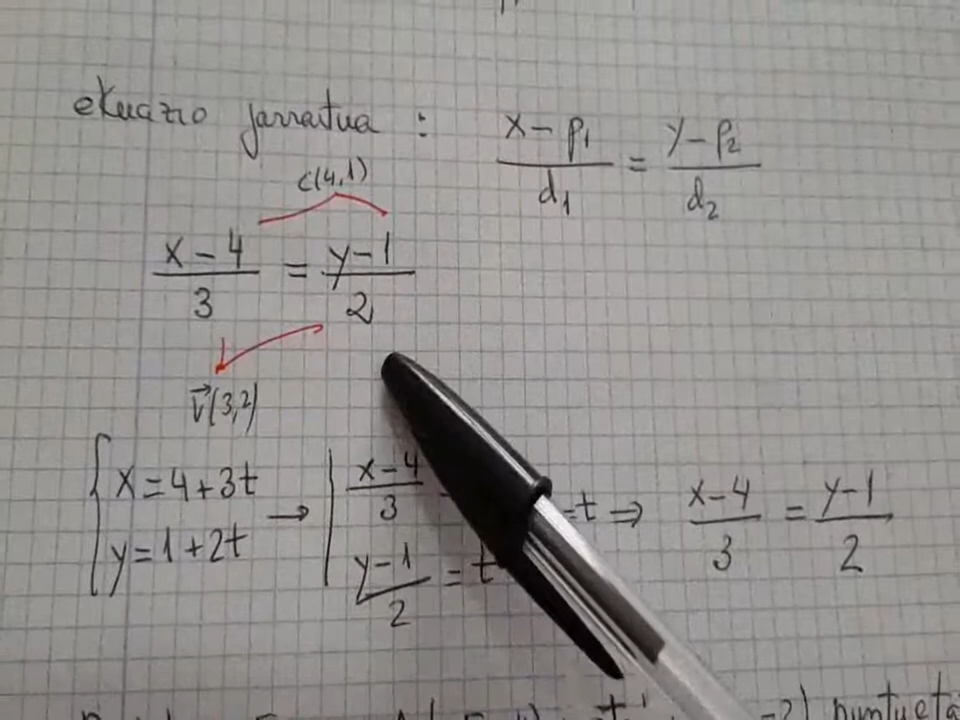 ekuazio jarraitua : x-p₁/d₁ = y-p₂/d₂
C(4,1)
x-4/3 = y-1/2
v⃗(3,2)
{ x=4+3t → | x-4/3 = t ⇒ x-4/3 = y-1/2
y=1+2t y-1/2 = t
puntueta